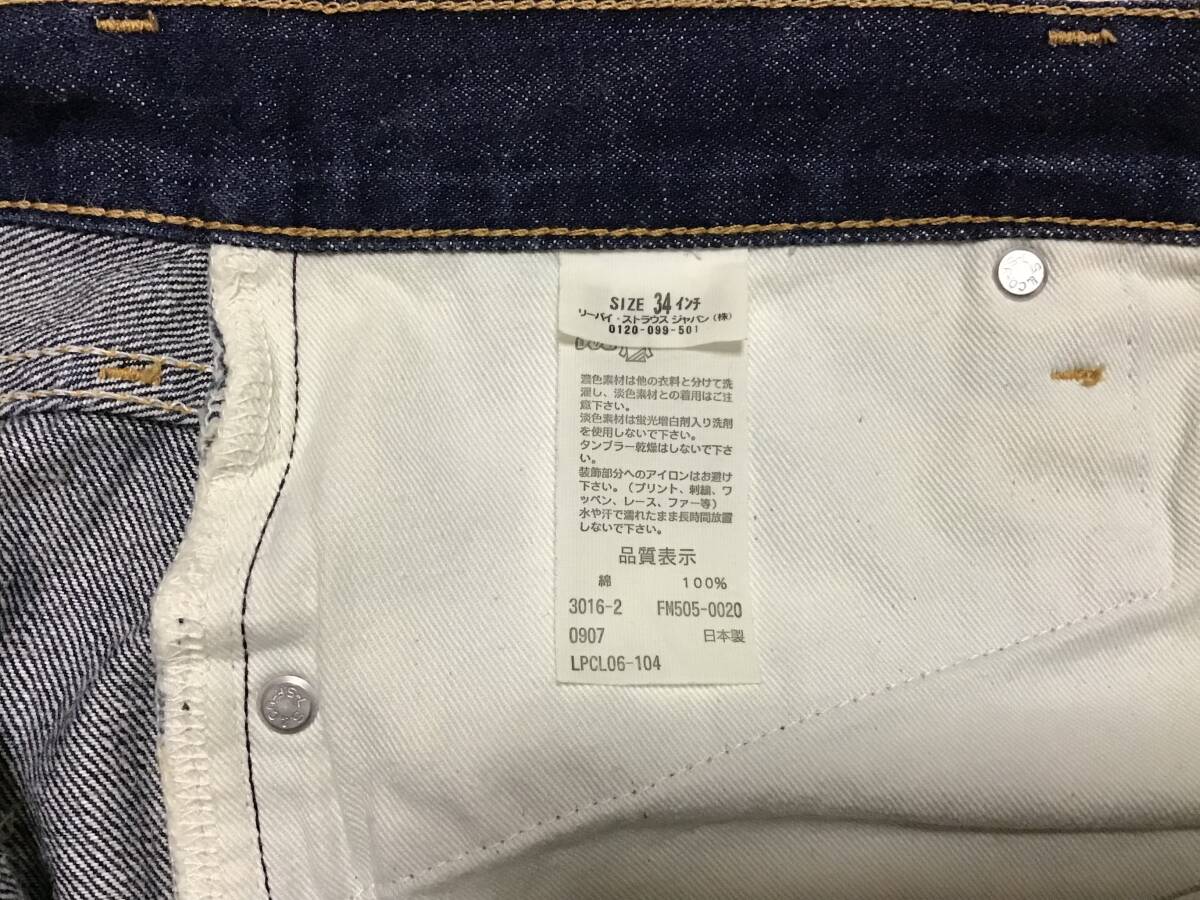 SIZE 34 インチ
リーバイ・ストラウス ジャパン (株)
0120-099-501
濃色素材は他の衣料と分けて洗
濯し、淡色素材との着用はご注
意下さい。
淡色素材は蛍光増白剤入り洗剤
を使用しないで下さい。
タンブラー乾燥はしないで下さ
い。
装飾部分へのアイロンはお避け
下さい。(プリント、刺繍、ワ
ッペン、レース、ファー等)
水や汗で濡れたまま長時間放置
しないで下さい。
品質表示
綿 100%
3016-2 FM505-0020
0907 日本製
LPCL06-104